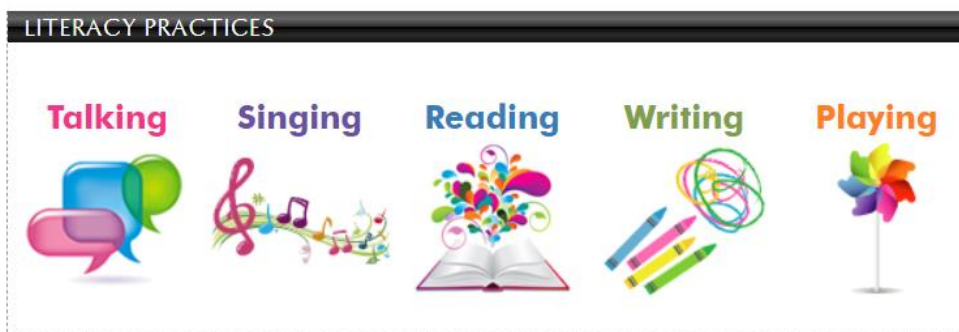 LITERACY PRACTICES
Talking Singing Reading Writing Playing